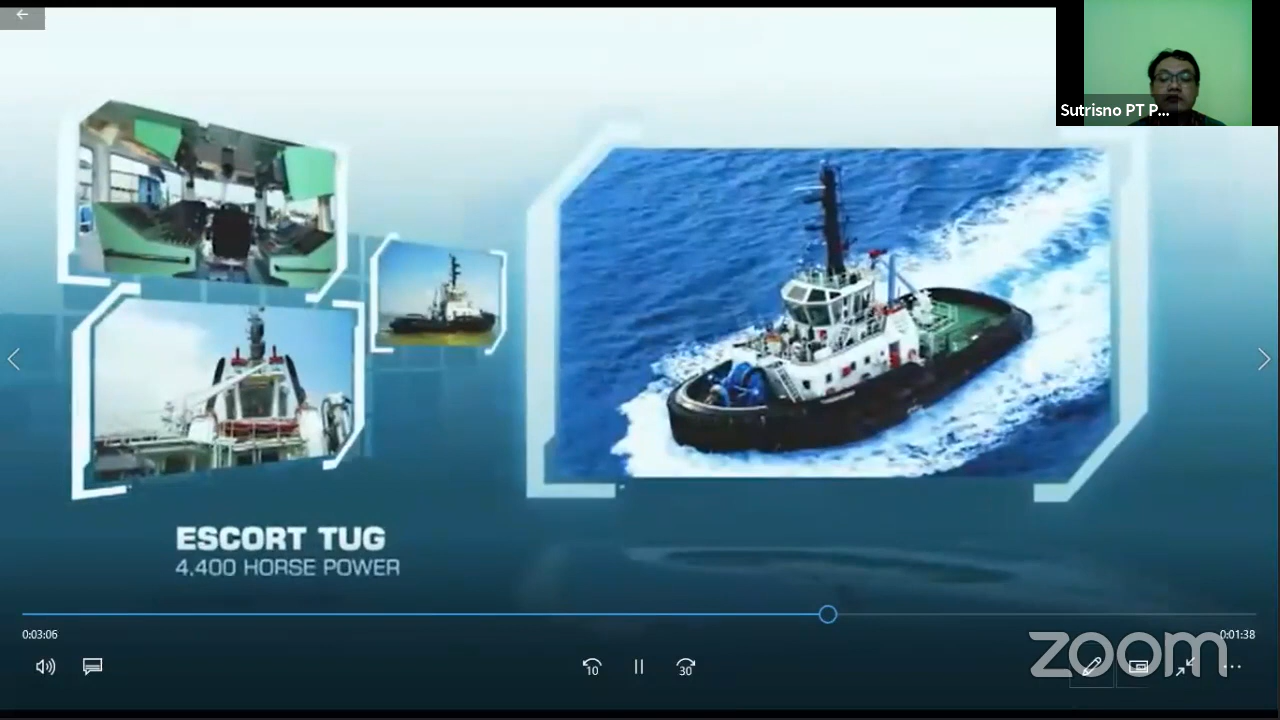 Sutrisno PT P...
ESCORT TUG
4,400 HORSE POWER
0:03:06
0:01:38
10
30
zoom